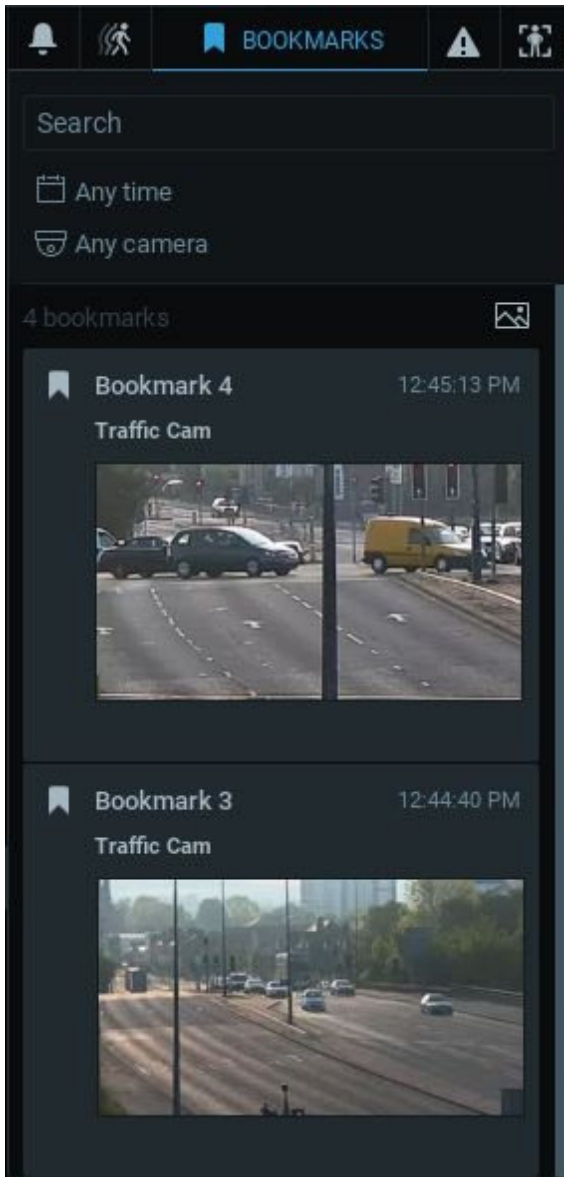 BOOKMARKS
Search
Any time
Any camera
4 bookmarks
Bookmark 4 12:45:13 PM
Traffic Cam
Bookmark 3 12:44:40 PM
Traffic Cam